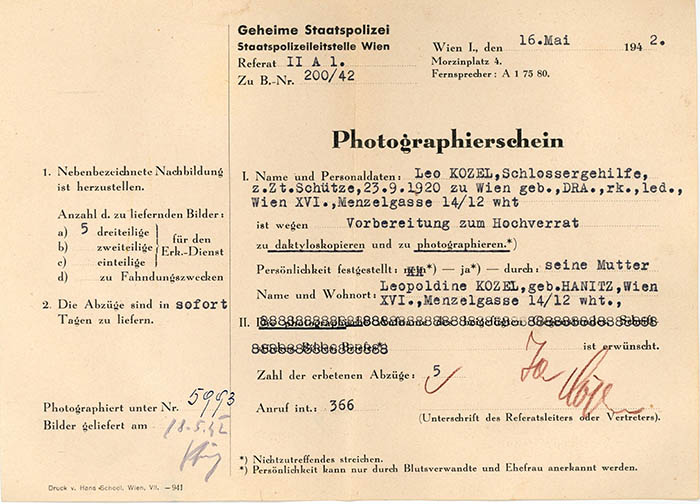 Geheime Staatspolizei
Staatspolizeileitstelle Wien
Referat II A 1.
Zu B.-Nr. 200/42
Wien I., den 16.Mai 1942.
Morzinplatz 4.
Fernsprecher: A 1 75 80.
Photographierschein
1. Nebenbezeichnete Nachbildung
ist herzustellen.
Anzahl d. zu liefernden Bilder:
a) 5 dreiteilige
b) zweiteilige
c) einteilige
für den
Erk.-Dienst
d) zu Fahndungszwecken
2. Die Abzüge sind in sofort
Tagen zu liefern.
Photographiert unter Nr. 5993
Bilder geliefert am 18.5.42
I. Name und Personaldaten: Leo KOZEL,Schlossergehilfe,
z.Zt.Schütze,23.9.1920 zu Wien geb.,DRA.,rk.,led.,
Wien XVI.,Menzelgasse 14/12 wht
ist wegen Vorbereitung zum Hochverrat
zu daktyloskopieren und zu photographieren.*)
Persönlichkeit festgestellt: *) — ja*) — durch: seine Mutter
Name und Wohnort: Leopoldine KOZEL,geb.HANITZ,Wien
XVI.,Menzelgasse 14/12 wht.,
II.
ist erwünscht.
Zahl der erbetenen Abzüge: 5
Ja
Anruf int.: 366
(Unterschrift des Referatsleiters oder Vertreters).
*) Nichtzutreffendes streichen.
*) Persönlichkeit kann nur durch Blutsverwandte und Ehefrau anerkannt werden.
Druck v. Hans School, Wien, VII. —941